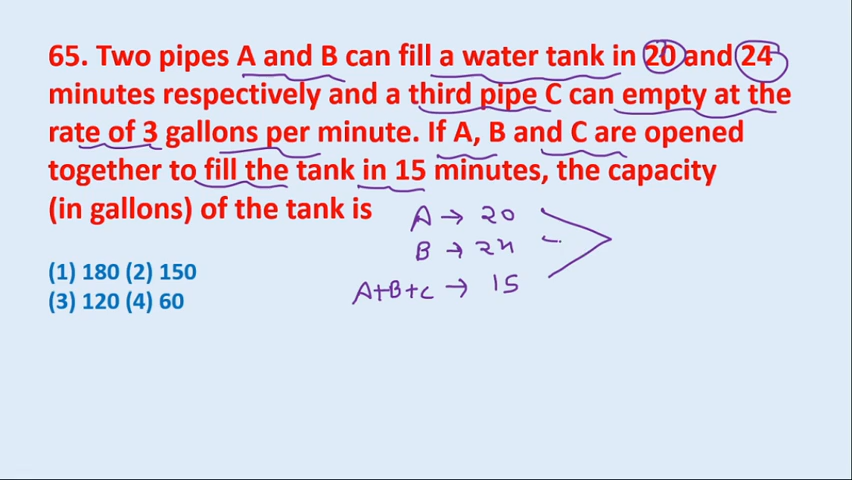 65. Two pipes A and B can fill a water tank in 20 and 24
minutes respectively and a third pipe C can empty at the
rate of 3 gallons per minute. If A, B and C are opened
together to fill the tank in 15 minutes, the capacity
(in gallons) of the tank is
A → 20
B → 24
A+B+C → 15
(1) 180 (2) 150
(3) 120 (4) 60